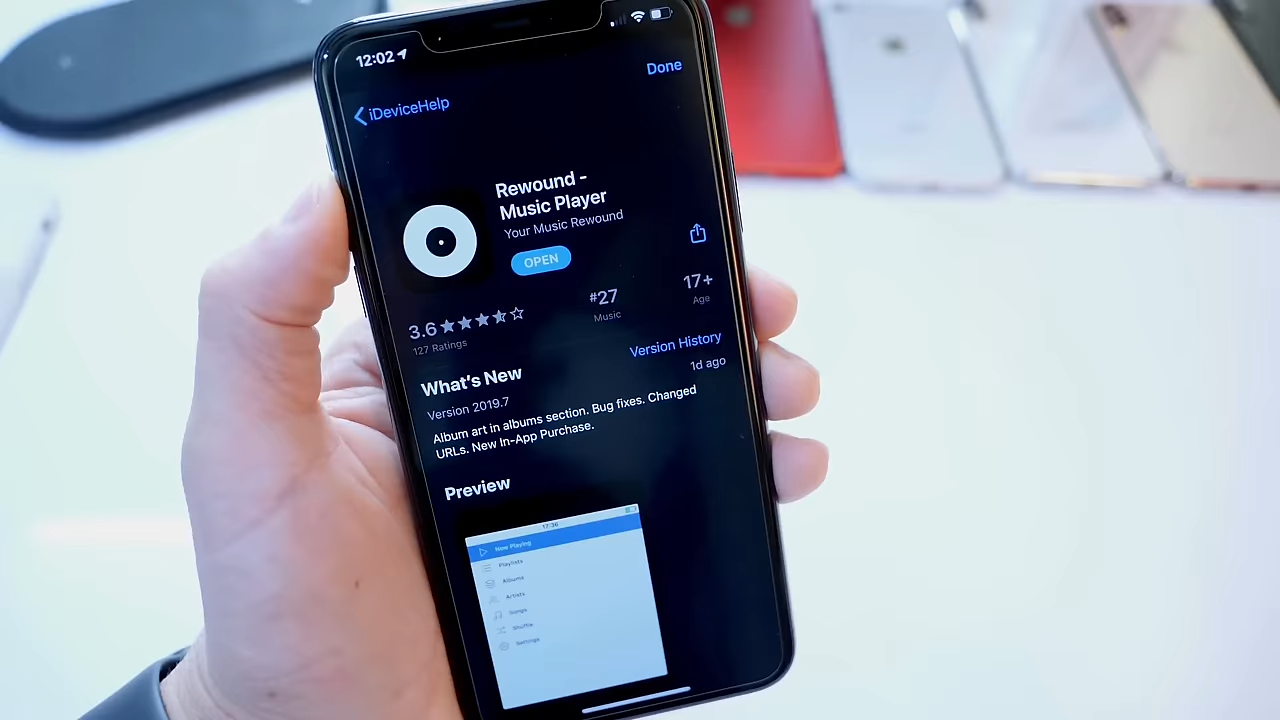 12:02
Done
iDeviceHelp
Rewound -
Music Player
Your Music Rewound
OPEN
3.6
127 Ratings
#27
Music
17+
Age
What's New
Version History
Version 2019.7
1d ago
Album art in albums section. Bug fixes. Changed
URLs. New In-App Purchase.
Preview
17:36
Now Playing
Playlists
Albums
Artists
Songs
Shuffle
Settings